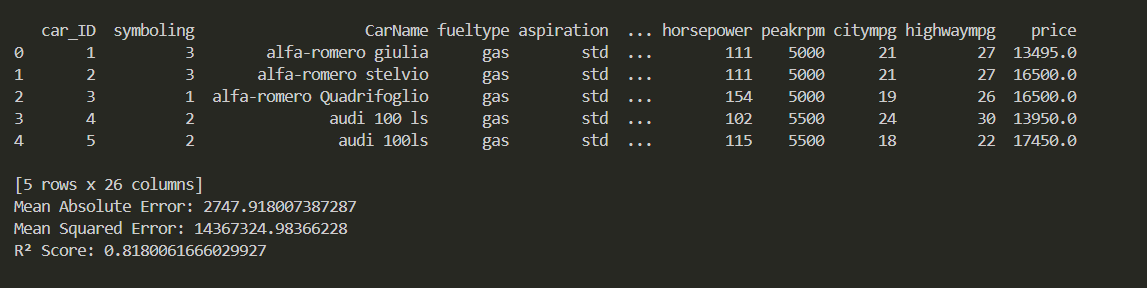 car_ID symboling CarName fueltype aspiration ... horsepower peakrpm citympg highwaympg price
0 1 3 alfa-romero giulia gas std ... 111 5000 21 27 13495.0
1 2 3 alfa-romero stelvio gas std ... 111 5000 21 27 16500.0
2 3 1 alfa-romero Quadrifoglio gas std ... 154 5000 19 26 16500.0
3 4 2 audi 100 ls gas std ... 102 5500 24 30 13950.0
4 5 2 audi 100ls gas std ... 115 5500 18 22 17450.0
[5 rows x 26 columns]
Mean Absolute Error: 2747.918007387287
Mean Squared Error: 14367324.98366228
R² Score: 0.8180061666029927